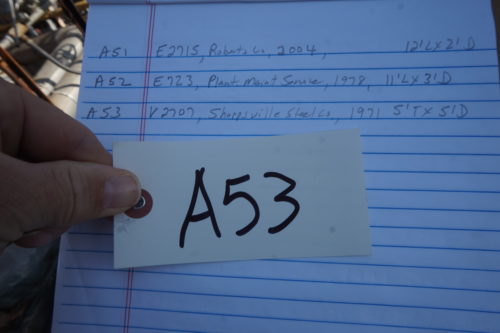 A51 E2715, Roberts Co, 2004, 12'L X 2'D
A52 E723, Plant Maint Service, 1978, 11'L X 3'D
A53 V2707, Sharpsville Steel Co, 1971 5'T X 5'D
A53